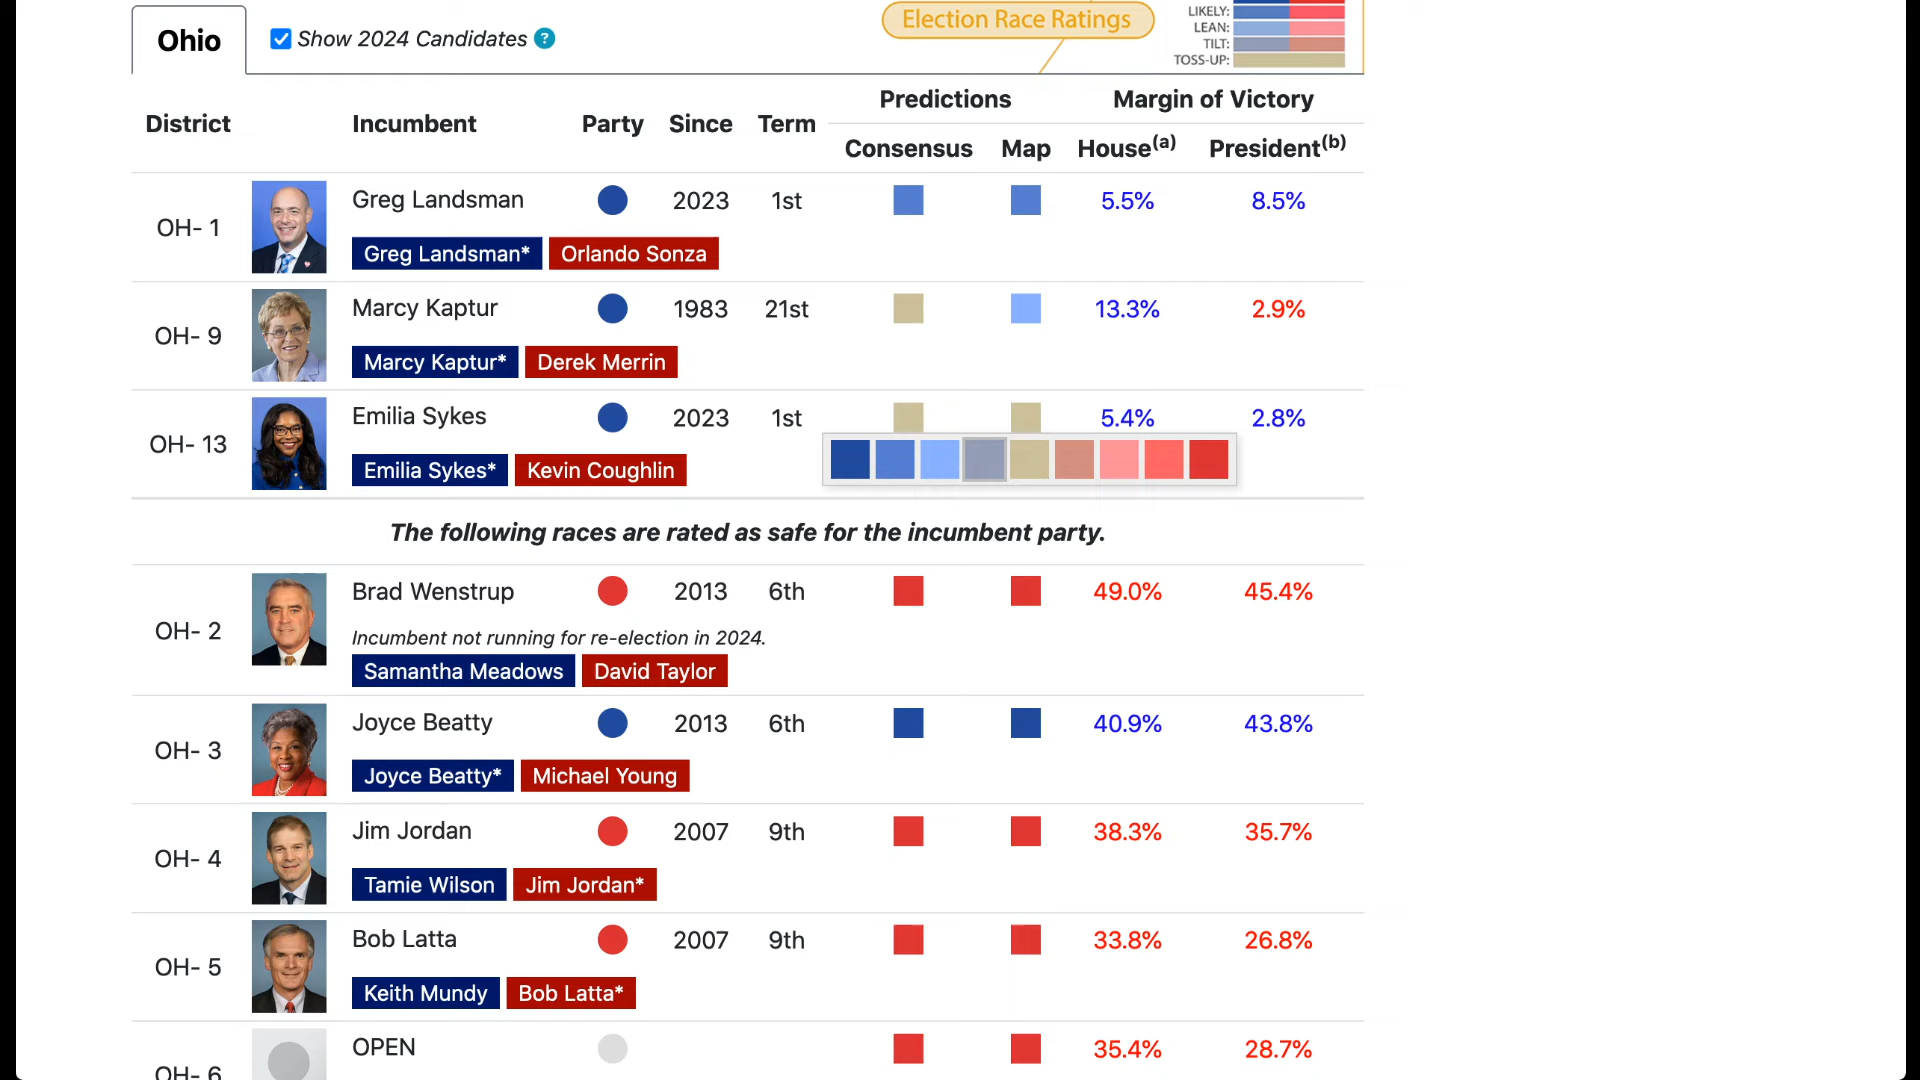 Election Race Ratings
LIKELY:
LEAN:
TILT:
TOSS-UP:
Ohio
Show 2024 Candidates ?
District Incumbent Party Since Term Predictions Margin of Victory
Consensus Map House(a) President(b)
OH- 1 Greg Landsman 2023 1st 5.5% 8.5%
Greg Landsman* Orlando Sonza
OH- 9 Marcy Kaptur 1983 21st 13.3% 2.9%
Marcy Kaptur* Derek Merrin
OH- 13 Emilia Sykes 2023 1st 5.4% 2.8%
Emilia Sykes* Kevin Coughlin
The following races are rated as safe for the incumbent party.
OH- 2 Brad Wenstrup 2013 6th 49.0% 45.4%
Incumbent not running for re-election in 2024.
Samantha Meadows David Taylor
OH- 3 Joyce Beatty 2013 6th 40.9% 43.8%
Joyce Beatty* Michael Young
OH- 4 Jim Jordan 2007 9th 38.3% 35.7%
Tamie Wilson Jim Jordan*
OH- 5 Bob Latta 2007 9th 33.8% 26.8%
Keith Mundy Bob Latta*
OH- 6 OPEN 35.4% 28.7%